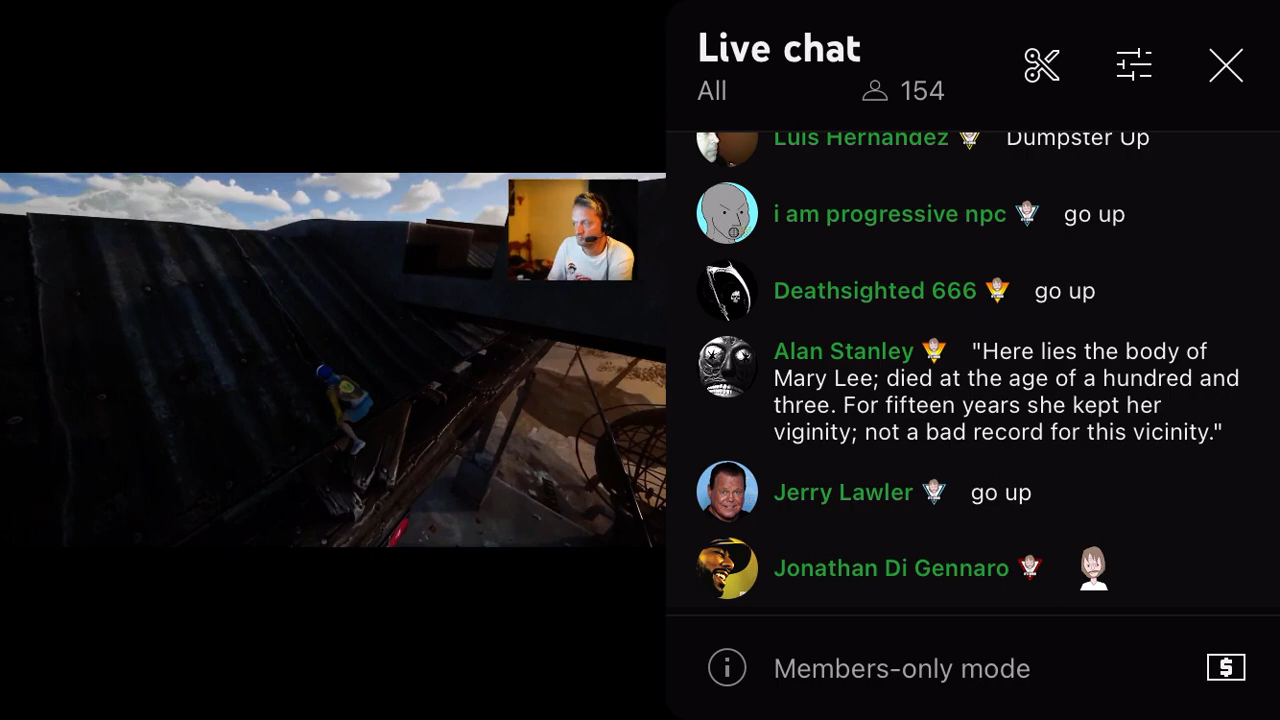 Live chat
All 154
Luis Hernandez Dumpster Up
i am progressive npc go up
Deathsighted 666 go up
Alan Stanley "Here lies the body of
Mary Lee; died at the age of a hundred and
three. For fifteen years she kept her
viginity; not a bad record for this vicinity."
Jerry Lawler go up
Jonathan Di Gennaro
Members-only mode